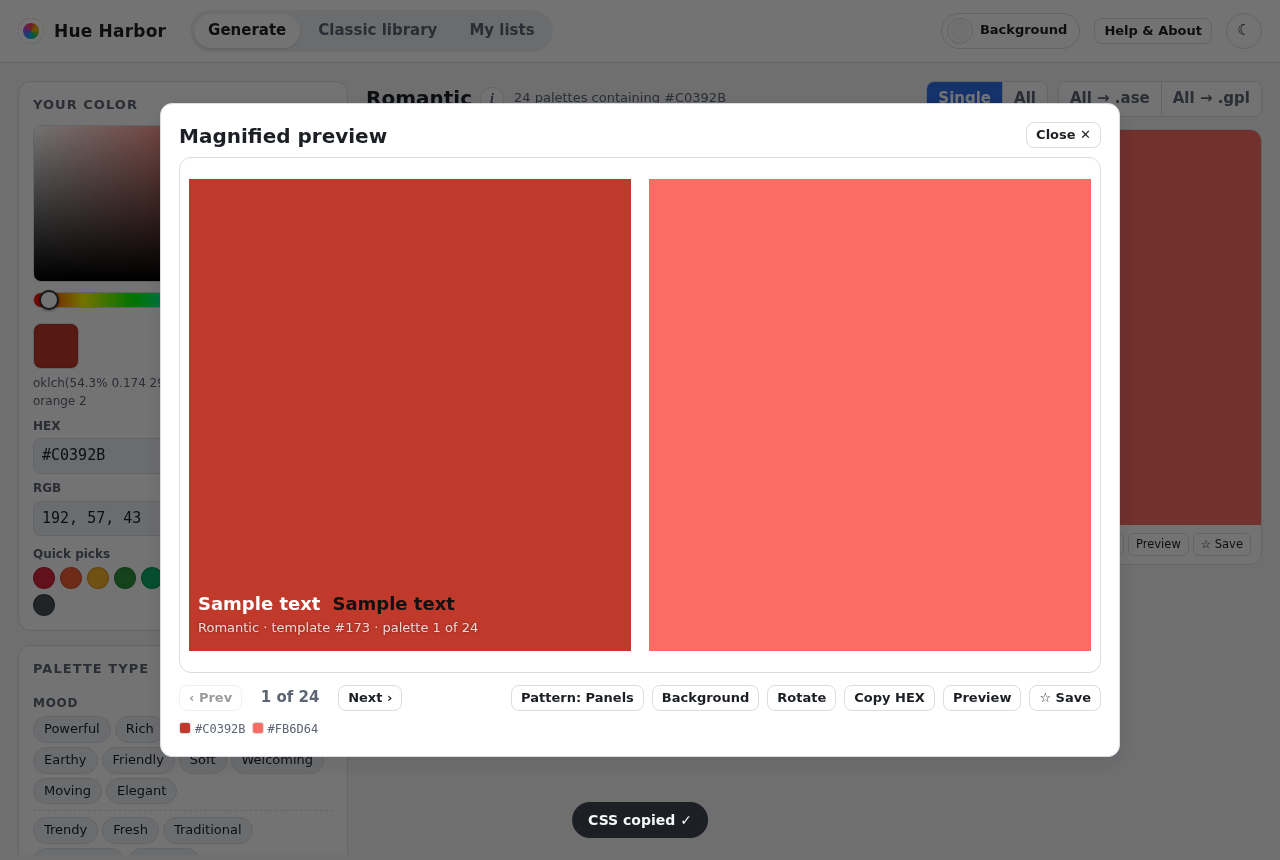 Hue Harbor
Generate
Classic library
My lists
Background
Help & About
YOUR COLOR
Romantic
i
24 palettes containing #C0392B
Single
All
All → .ase
All → .gpl
Magnified preview
Close ✕
oklch(54.3% 0.174 29
orange 2
HEX
#C0392B
RGB
192, 57, 43
Quick picks
Sample text Sample text
Romantic · template #173 · palette 1 of 24
Preview
☆ Save
‹ Prev
1 of 24
Next ›
Pattern: Panels
Background
Rotate
Copy HEX
Preview
☆ Save
#C0392B #FB6D64
PALETTE TYPE
MOOD
Powerful
Rich
Earthy
Friendly
Soft
Welcoming
Moving
Elegant
Trendy
Fresh
Traditional
CSS copied ✓